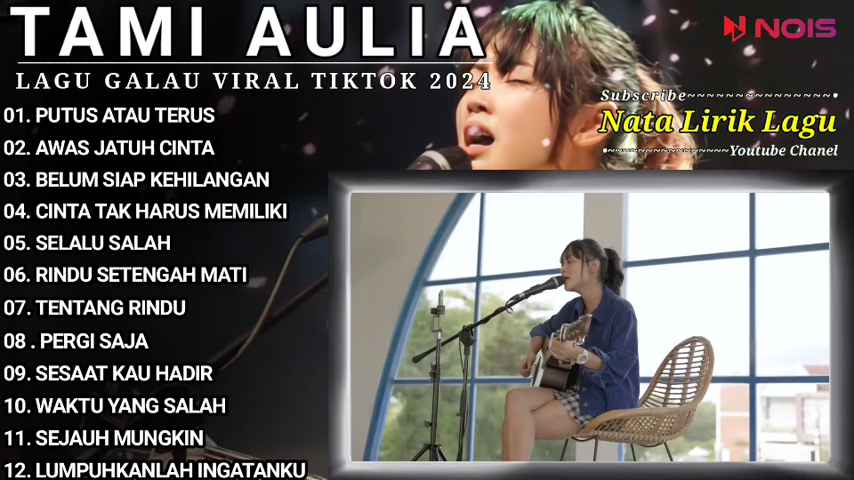 TAMI AULIA
NOIS
LAGU GALAU VIRAL TIKTOK 2024
Subscribe~~~~~~~~~~~~~~~•
Nata Lirik Lagu
•~~~~~~~~~~~~~~~~Youtube Chanel
01. PUTUS ATAU TERUS
02. AWAS JATUH CINTA
03. BELUM SIAP KEHILANGAN
04. CINTA TAK HARUS MEMILIKI
05. SELALU SALAH
06. RINDU SETENGAH MATI
07. TENTANG RINDU
08 . PERGI SAJA
09. SESAAT KAU HADIR
10. WAKTU YANG SALAH
11. SEJAUH MUNGKIN
12. LUMPUHKANLAH INGATANKU